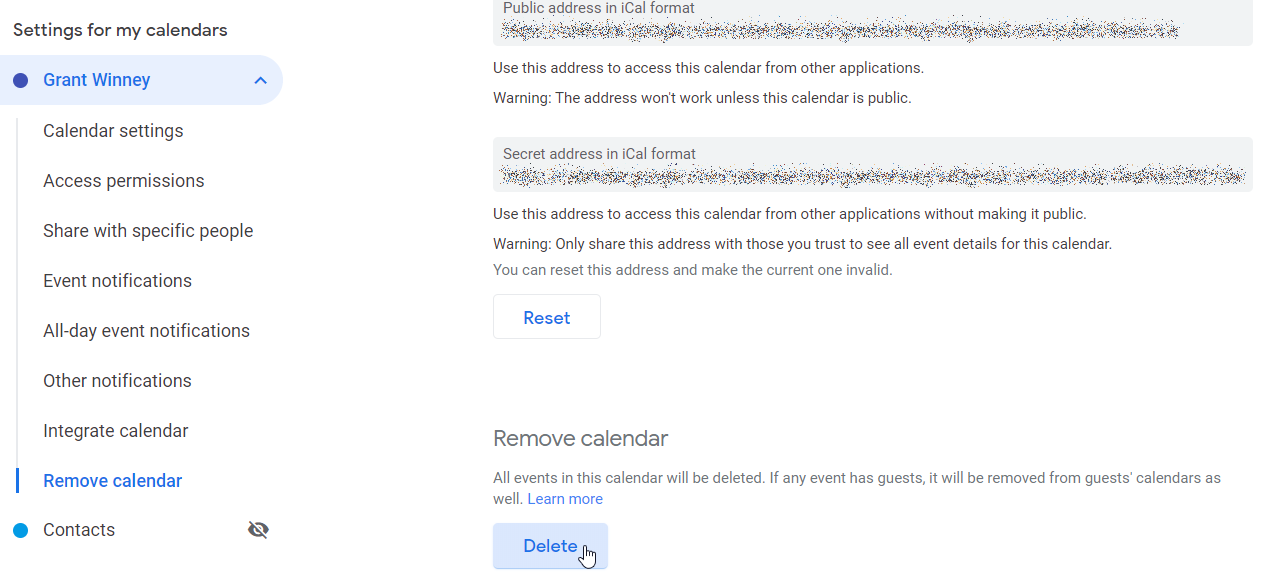 Settings for my calendars
Grant Winney
Calendar settings
Access permissions
Share with specific people
Event notifications
All-day event notifications
Other notifications
Integrate calendar
Remove calendar
Contacts
Public address in iCal format
Use this address to access this calendar from other applications.
Warning: The address won't work unless this calendar is public.
Secret address in iCal format
Use this address to access this calendar from other applications without making it public.
Warning: Only share this address with those you trust to see all event details for this calendar.
You can reset this address and make the current one invalid.
Reset
Remove calendar
All events in this calendar will be deleted. If any event has guests, it will be removed from guests' calendars as
well. Learn more
Delete